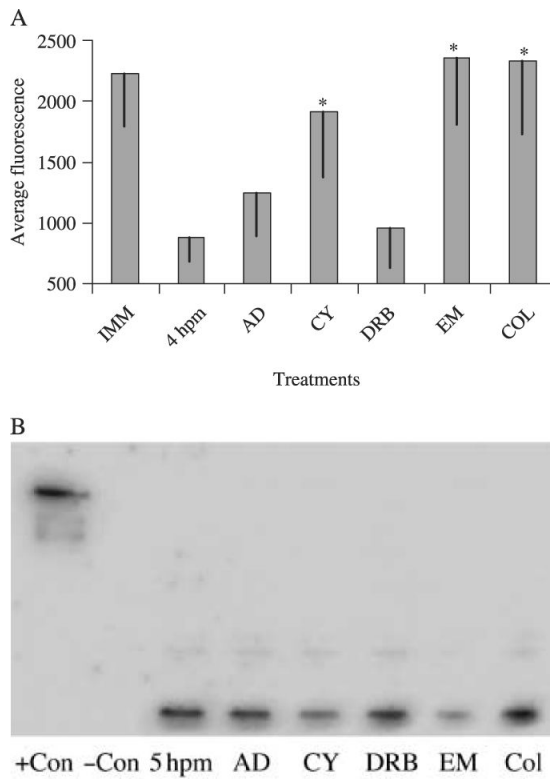 A
2500
2000
1500
1000
500
Average fluorescence
* * *
IMM 4 hpm AD CY DRB EM COL
Treatments
B
+Con −Con 5 hpm AD CY DRB EM Col